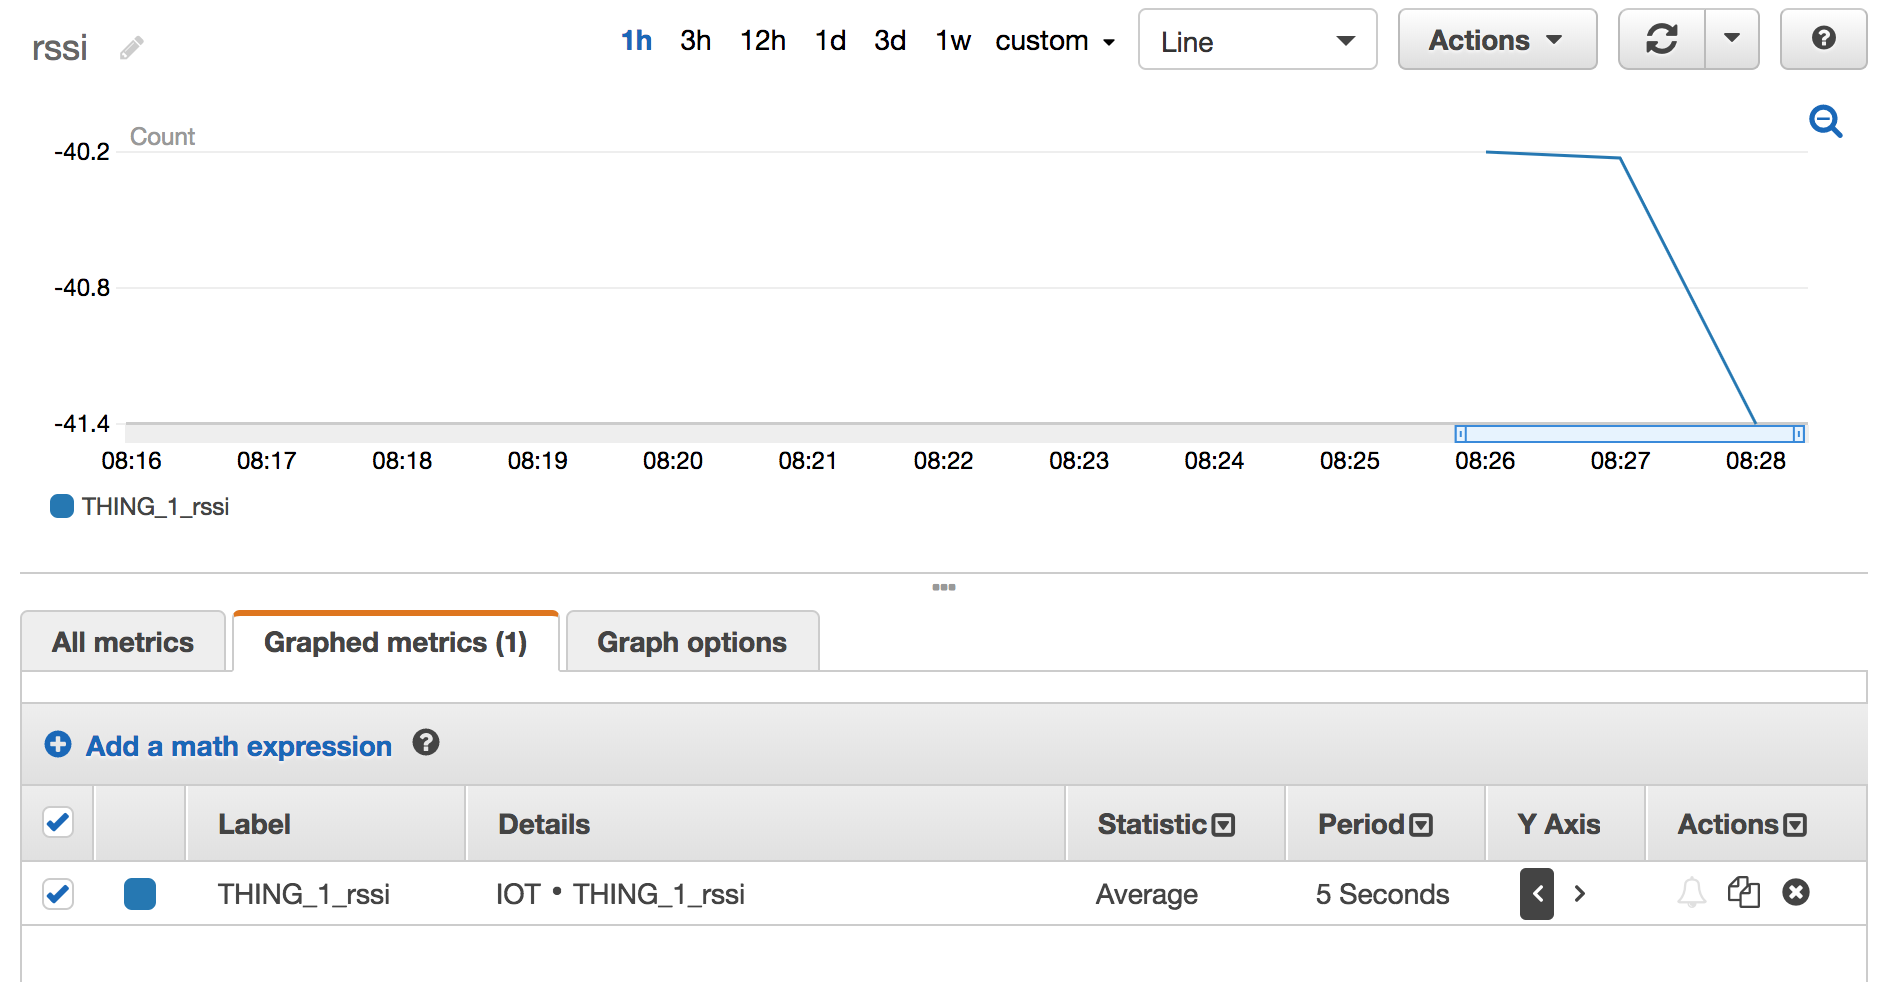 rssi 1h 3h 12h 1d 3d 1w custom Line Actions ?
Count
-40.2
-40.8
-41.4
08:16 08:17 08:18 08:19 08:20 08:21 08:22 08:23 08:24 08:25 08:26 08:27 08:28
THING_1_rssi
All metrics Graphed metrics (1) Graph options
Add a math expression ?
Label Details Statistic Period Y Axis Actions
THING_1_rssi IOT • THING_1_rssi Average 5 Seconds < >